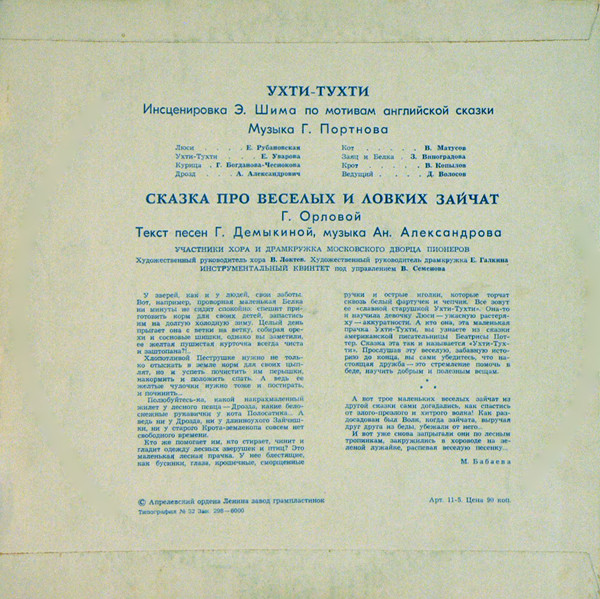 УХТИ-ТУХТИ
Инсценировка Э. Шима по мотивам английской сказки
Музыка Г. Портнова
Люси . . . Е. Рубановская
Ухти-Тухти . . . . Е. Уварова
Курица . Г. Богданова-Чеснокова
Дрозд . . . А. Александрович
Кот . . . . . В. Матусов
Заяц и Белка . З. Виноградова
Крот . . . . . В. Копылов
Ведущий . . . . . Д. Волосов
СКАЗКА ПРО ВЕСЕЛЫХ И ЛОВКИХ ЗАЙЧАТ
Г. Орловой
Текст песен Г. Демыкиной, музыка Ан. Александрова
УЧАСТНИКИ ХОРА И ДРАМКРУЖКА МОСКОВСКОГО ДВОРЦА ПИОНЕРОВ
Художественный руководитель хора В. Локтев. Художественный руководитель драмкружка Е. Галкина
ИНСТРУМЕНТАЛЬНЫЙ КВИНТЕТ под управлением В. Семенова
У зверей, как и у людей, свои заботы.
Вот, например, проворная маленькая Белка
ни минуты не сидит спокойно: спешит при-
готовить корм для своих детей, запастись
им на долгую холодную зиму. Целый день
прыгает она с ветки на ветку, собирая оре-
хи и сосновые шишки, однако вы заметили,
ее желтая пушистая курточка всегда чиста
и заштопана?!..
Хлопотливой Пеструшке нужно не толь-
ко отыскать в земле корм для своих цып-
лят, но и успеть почистить им перышки,
накормить и положить спать. А ведь ее
желтые чулочки нужно тоже и постирать,
и починить...
Полюбуйтесь-ка, какой накрахмаленный
жилет у лесного певца — Дрозда, какие бело-
снежные рукавички у кота Полосатика... А
ведь ни у Дрозда, ни у длинноухого Зайчиш-
ки, ни у старого Крота-землекопа совсем нет
свободного времени.
Кто же помогает им, кто стирает, чинит и
гладит одежду лесных зверушек и птиц? Это
маленькая лесная прачка. У нее блестящие,
как бусинки, глаза, крошечные, сморщенные
ручки и острые иголки, которые торчат
сквозь белый фартучек и чепчик. Все зовут
ее «славной старушкой Ухти-Тухти». Она-то
и научила девочку Люси — ужасную растеря-
ху — аккуратности. А кто она, эта маленькая
прачка Ухти-Тухти, вы узнаете из сказки
американской писательницы Беатрисы Пот-
тер. Сказка эта так и называется «Ухти-Тух-
ти». Прослушав эту веселую, забавную исто-
рию до конца, вы сами убедитесь, что на-
стоящая дружба — это стремление помочь в
беде, научить добрым и полезным вещам.
* *
*
А вот трое маленьких веселых зайчат из
другой сказки сами догадались, как спастись
от злого-презлого и хитрого волка! Как раз-
досадован был Волк, когда зайчата, выручая
друг друга из беды, убежали от него...
И вот уже снова запрыгали они по лесным
тропинкам, закружились в хороводе на зе-
леной лужайке, распевая веселую песенку...
М. Бабаева
© Апрелевский ордена Ленина завод грампластинок
Типография № 32 Зак. 298—6000
Арт. 11-3. Цена 90 коп.